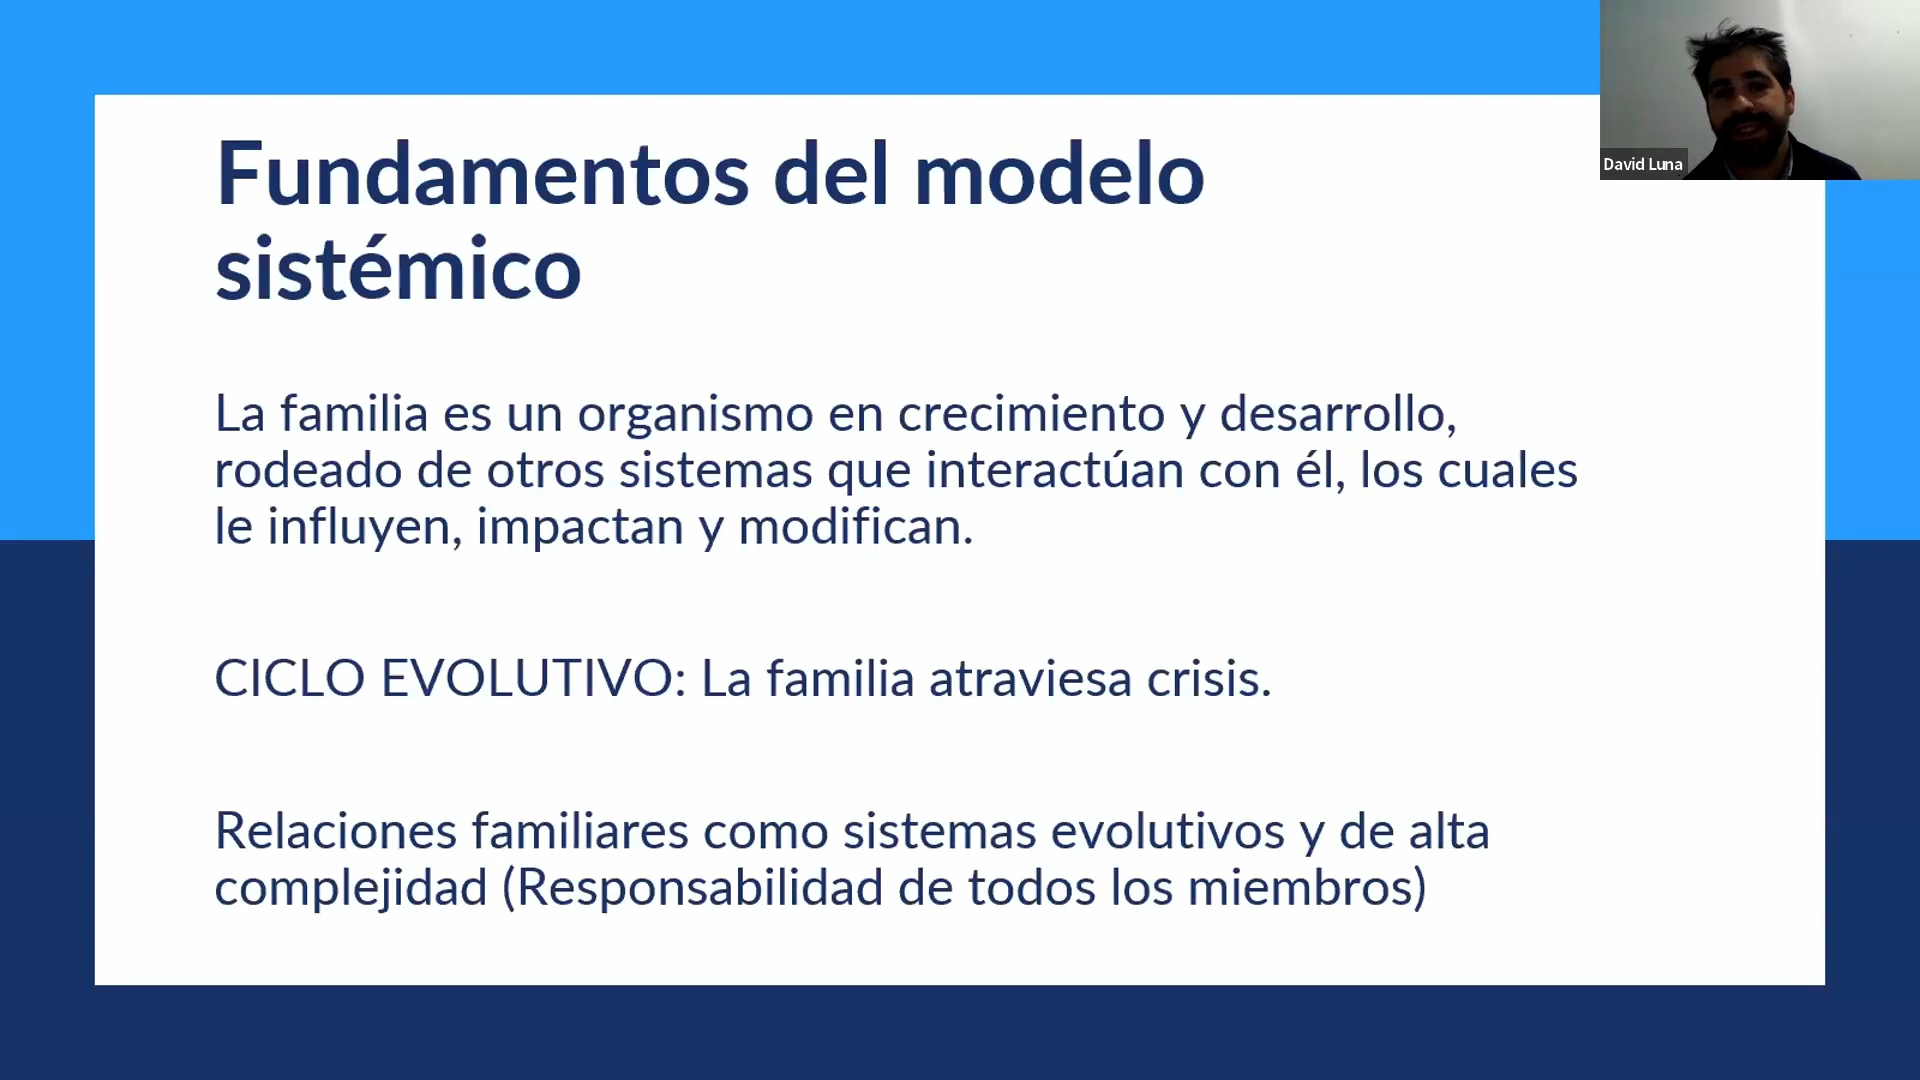 Fundamentos del modelo
sistémico
La familia es un organismo en crecimiento y desarrollo,
rodeado de otros sistemas que interactúan con él, los cuales
le influyen, impactan y modifican.
CICLO EVOLUTIVO: La familia atraviesa crisis.
Relaciones familiares como sistemas evolutivos y de alta
complejidad (Responsabilidad de todos los miembros)
David Luna